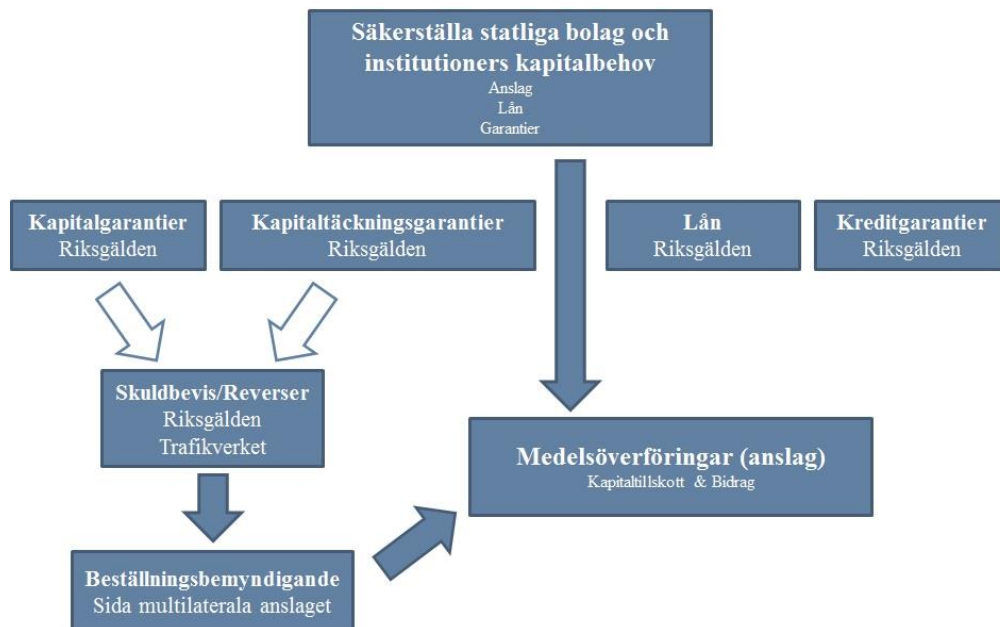 Säkerställa statliga bolag och
institutioners kapitalbehov
Anslag
Lån
Garantier
Kapitalgarantier
Riksgälden
Kapitaltäckningsgarantier
Riksgälden
Lån
Riksgälden
Kreditgarantier
Riksgälden
Skuldbevis/Reverser
Riksgälden
Trafikverket
Medelsöverföringar (anslag)
Kapitaltillskott & Bidrag
Beställningsbemyndigande
Sida multilaterala anslaget